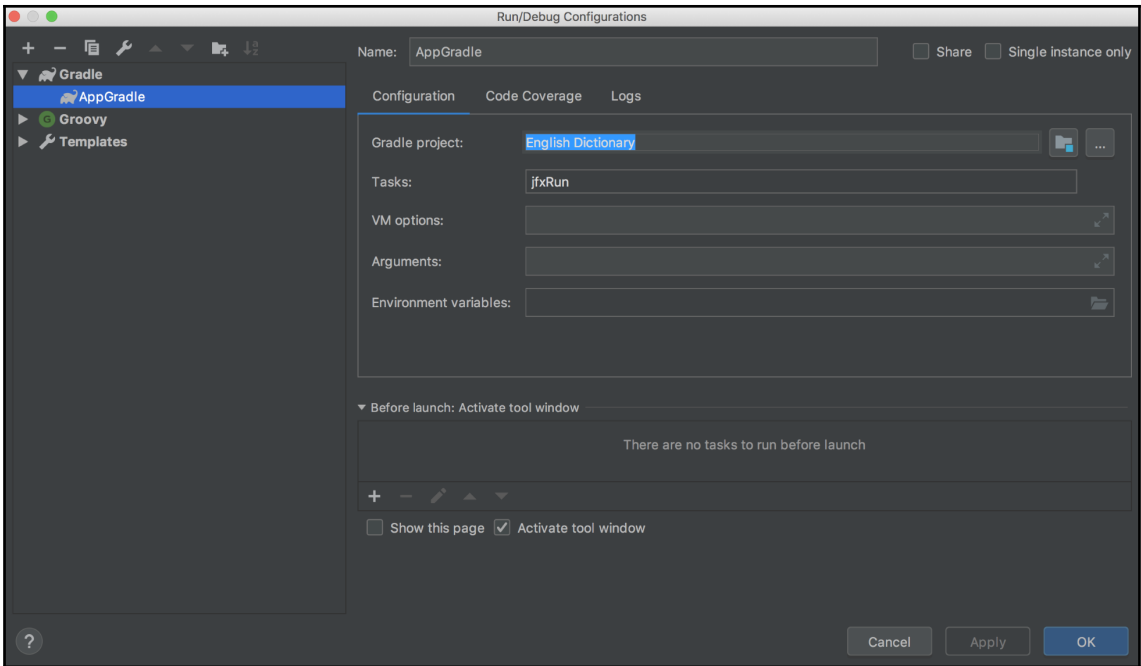 Run/Debug Configurations
Name: AppGradle Share Single instance only
Gradle
AppGradle
Groovy
Templates
Configuration Code Coverage Logs
Gradle project: English Dictionary ...
Tasks: jfxRun
VM options:
Arguments:
Environment variables:
Before launch: Activate tool window
There are no tasks to run before launch
Show this page Activate tool window
? Cancel Apply OK